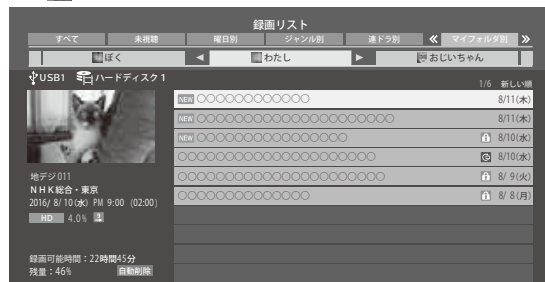 録画リスト
すべて 未視聴 曜日別 ジャンル別 連ドラ別 マイフォルダ別
ぼく わたし おじいちゃん
USB1 ハードディスク1
1/6 新しい順
NEW 〇〇〇〇〇〇〇〇〇〇〇〇 8/11(木)
〇〇〇〇〇〇〇〇〇〇〇〇〇〇〇〇〇〇〇〇〇 8/11(木)
NEW 〇〇〇〇〇〇〇〇〇〇〇〇〇〇〇〇 8/10(水)
〇〇〇〇〇〇〇〇〇〇〇〇〇〇〇〇〇〇〇〇〇 8/10(水)
〇〇〇〇〇〇〇〇〇〇〇〇〇〇〇〇〇〇〇〇〇〇 8/ 9(火)
〇〇〇〇〇〇〇〇〇〇〇〇〇〇 8/ 8(月)
地デジ011
NHK総合・東京
2016/ 8/10(水) PM 9:00 (02:00)
HD 4.0%
録画可能時間:22時間45分
残量:46% 自動削除